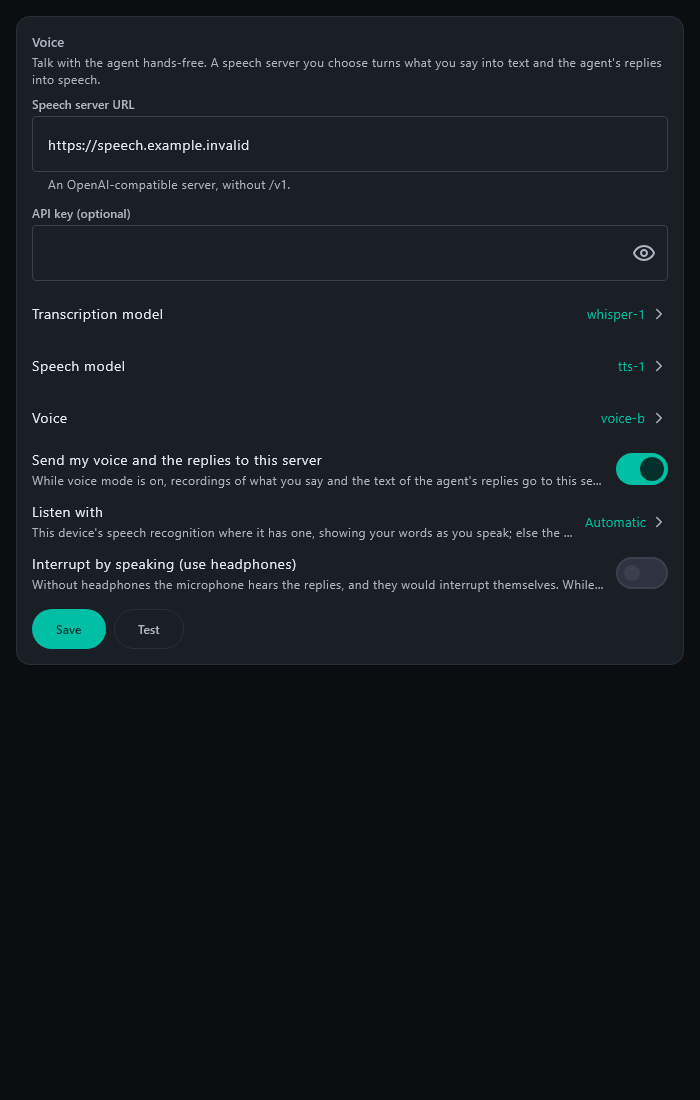 Voice
Talk with the agent hands-free. A speech server you choose turns what you say into text and the agent's replies
into speech.
Speech server URL
https://speech.example.invalid
An OpenAI-compatible server, without /v1.
API key (optional)
Transcription model
whisper-1
Speech model
tts-1
Voice
voice-b
Send my voice and the replies to this server
While voice mode is on, recordings of what you say and the text of the agent's replies go to this se...
Listen with
This device's speech recognition where it has one, showing your words as you speak; else the ...
Automatic
Interrupt by speaking (use headphones)
Without headphones the microphone hears the replies, and they would interrupt themselves. While...
Save
Test